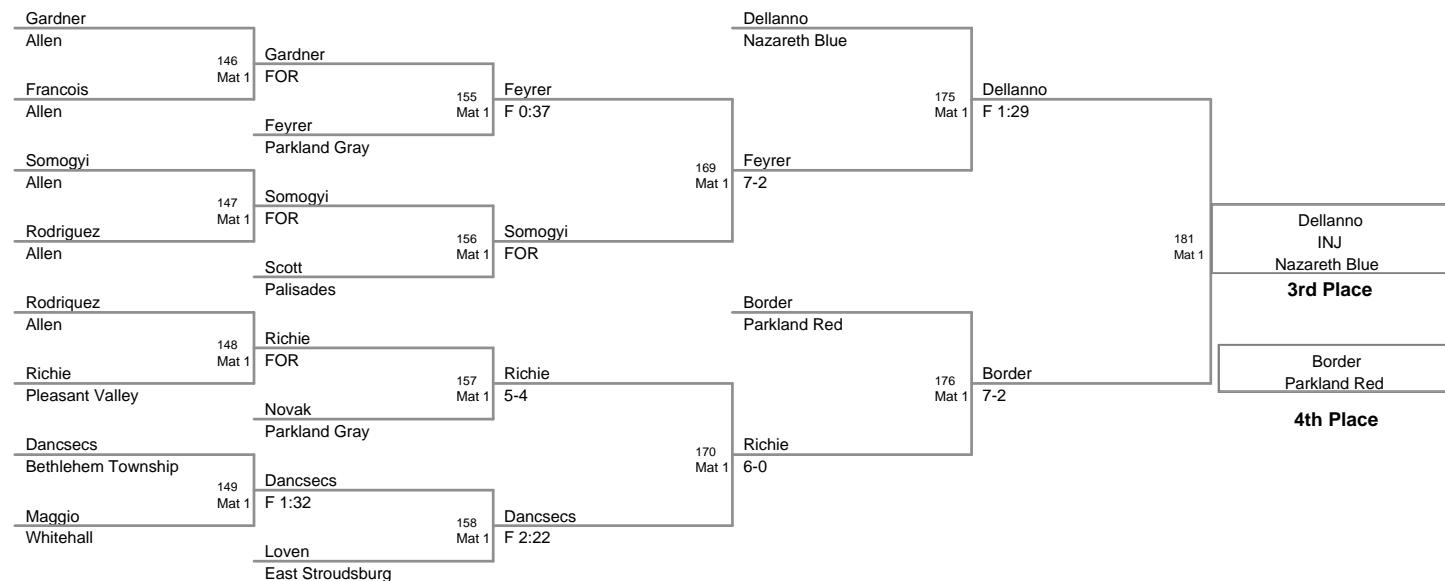 Gardner
Allen
146
Mat 1
Francois
Allen
Somogyi
Allen
147
Mat 1
Rodriguez
Allen
Rodriquez
Allen
148
Mat 1
Richie
Pleasant Valley
Dancsecs
Bethlehem Township
149
Mat 1
Maggio
Whitehall
Gardner
FOR
155
Mat 1
Feyrer
Parkland Gray
Somogyi
FOR
156
Mat 1
Scott
Palisades
Richie
FOR
157
Mat 1
Novak
Parkland Gray
Dancsecs
F 1:32
158
Mat 1
Loven
East Stroudsburg
Feyrer
F 0:37
169
Mat 1
Somogyi
FOR
Richie
5-4
170
Mat 1
Dancsecs
F 2:22
Dellanno
Nazareth Blue
175
Mat 1
Feyrer
7-2
Border
Parkland Red
176
Mat 1
Richie
6-0
Dellanno
F 1:29
181
Mat 1
Border
7-2
Dellanno
INJ
Nazareth Blue
3rd Place
Border
Parkland Red
4th Place